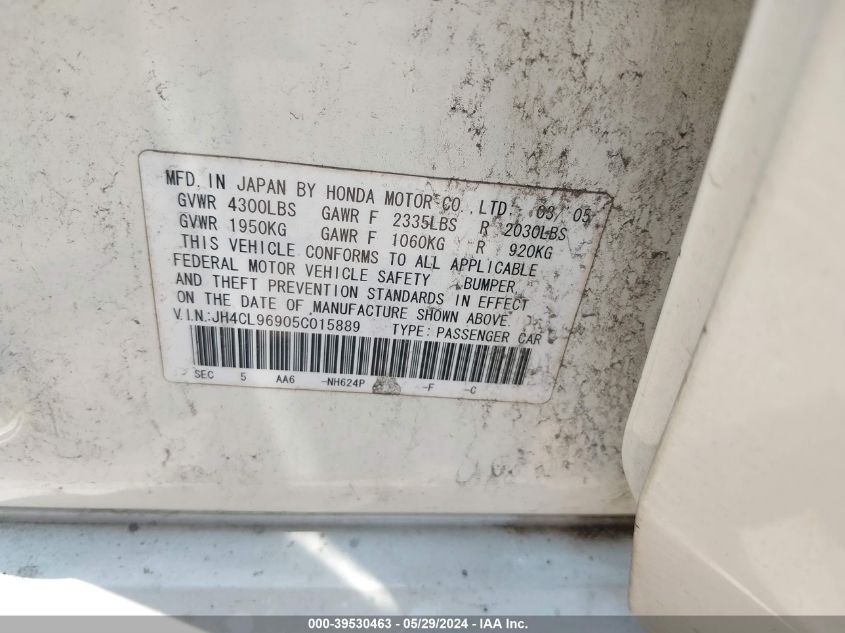 MFD. IN JAPAN BY HONDA MOTOR CO., LTD. 03/05
GVWR 4300LBS GAWR F 2335LBS R 2030LBS
GVWR 1950KG GAWR F 1060KG R 920KG
THIS VEHICLE CONFORMS TO ALL APPLICABLE
FEDERAL MOTOR VEHICLE SAFETY BUMPER
AND THEFT PREVENTION STANDARDS IN EFFECT
ON THE DATE OF MANUFACTURE SHOWN ABOVE
V.I.N.:JH4CL96905C015889 TYPE: PASSENGER CAR
SEC 5 AA6 -NH624P -F -C
000-39530463 - 05/29/2024 - IAA Inc.